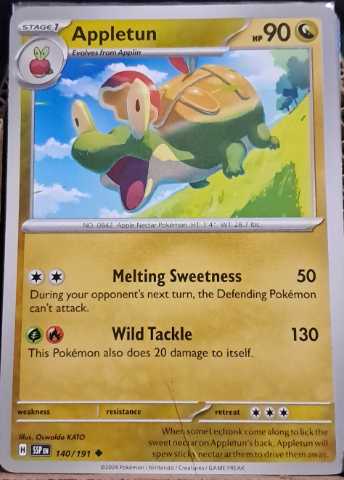 STAGE 1
Appletun
HP 90
Evolves from Applin
NO. 0842 Apple Nectar Pokémon HT: 1'4" WT: 28.7 lbs.
Melting Sweetness 50
During your opponent's next turn, the Defending Pokémon
can't attack.
Wild Tackle 130
This Pokémon also does 20 damage to itself.
weakness resistance retreat
Illus. Oswaldo KATO
H SSP EN 140/191
When some Lechonk come along to lick the
sweet nectar on Appletun's back, Appletun will
spew sticky nectar to drive them away.
©2024 Pokémon / Nintendo / Creatures / GAME FREAK